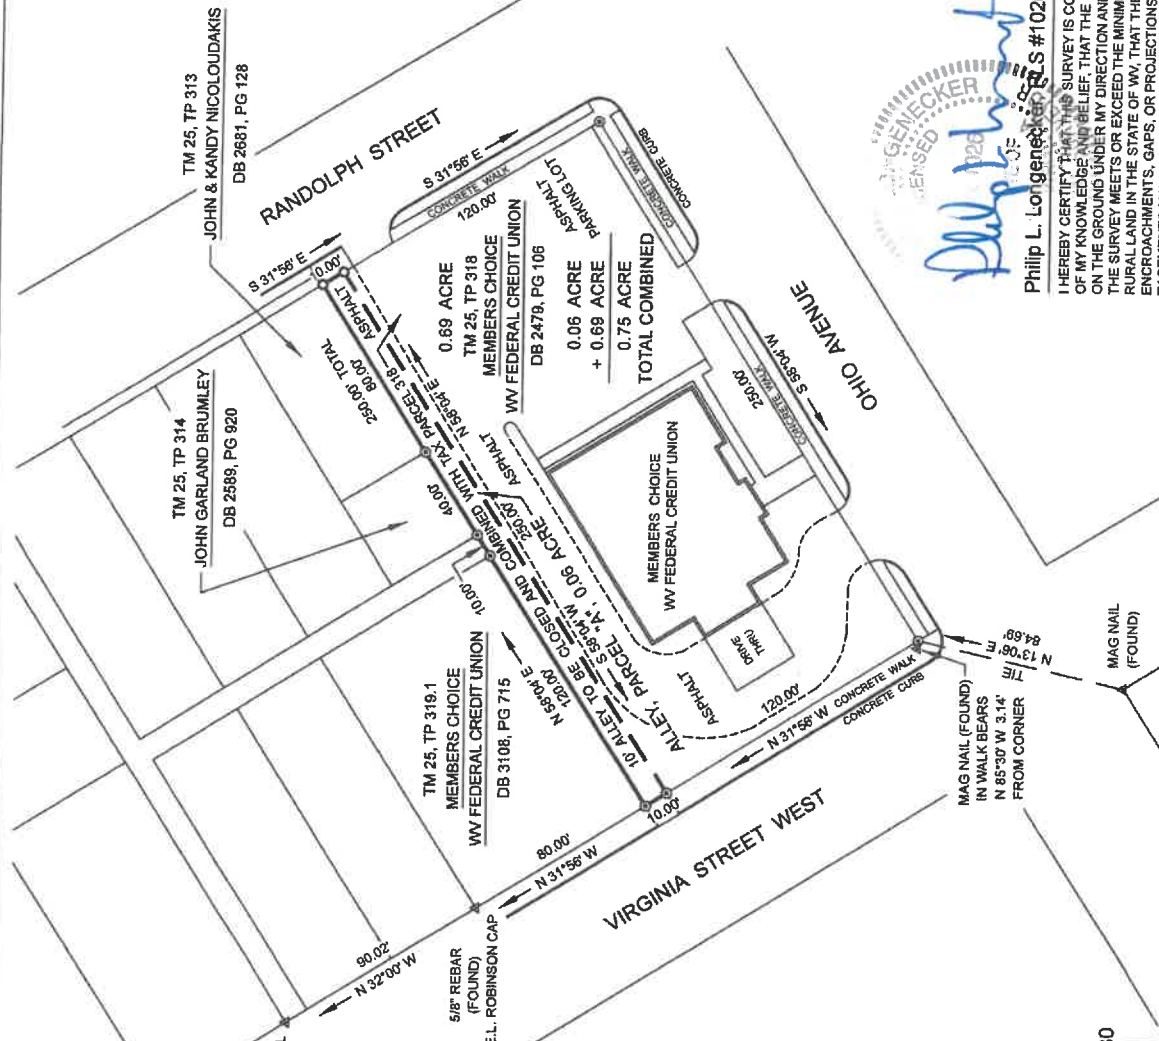 TM 25, TP 313
JOHN & KANDY NICOLOUDAKIS
DB 2681, PG 128
RANDOLPH STREET
S 31°56' E
S 31°56' E
CONCRETE WALK
120.00'
ASPHALT
PARKING LOT
CONCRETE WALK
CONCRETE CURB
TM 25, TP 314
JOHN GARLAND BRUMLEY
DB 2589, PG 920
250.00' TOTAL
80.00'
ASPHALT
40.00'
10.00'
0.69 ACRE
TM 25, TP 318
MEMBERS CHOICE
WV FEDERAL CREDIT UNION
DB 2479, PG 106
0.06 ACRE
+ 0.69 ACRE
0.75 ACRE
TOTAL COMBINED
10' ALLEY TO BE CLOSED AND COMBINED WITH TAX PARCEL 318
N 58°04' E
250.00'
S 58°04' W
ALLEY, PARCEL "A", 0.06 ACRE
ASPHALT
TM 25, TP 319.1
MEMBERS CHOICE
WV FEDERAL CREDIT UNION
DB 3108, PG 715
N 58°04' E
120.00'
MEMBERS CHOICE
WV FEDERAL CREDIT UNION
DRIVE
THRU
ASPHALT
OHIO AVENUE
S 58°04' W
250.00'
CONCRETE WALK
CONCRETE WALK
120.00'
N 31°56' W
CONCRETE WALK
CONCRETE CURB
10.00'
80.00'
N 31°56' W
VIRGINIA STREET WEST
90.02'
N 32°00' W
5/8" REBAR
(FOUND)
E.L. ROBINSON CAP
MAG NAIL (FOUND)
IN WALK BEARS
N 85°30' W 3.14'
FROM CORNER
N 13°06' E
84.69'
TIE
MAG NAIL
(FOUND)
Philip L. Longenecker
I HEREBY CERTIFY THAT THIS SURVEY IS
OF MY KNOWLEDGE AND BELIEF, THAT THE
ON THE GROUND UNDER MY DIRECTION
THE SURVEY MEETS OR EXCEED THE
RURAL LAND IN THE STATE OF WV, THAT
ENCROACHMENTS, GAPS, OR PROJECTIONS